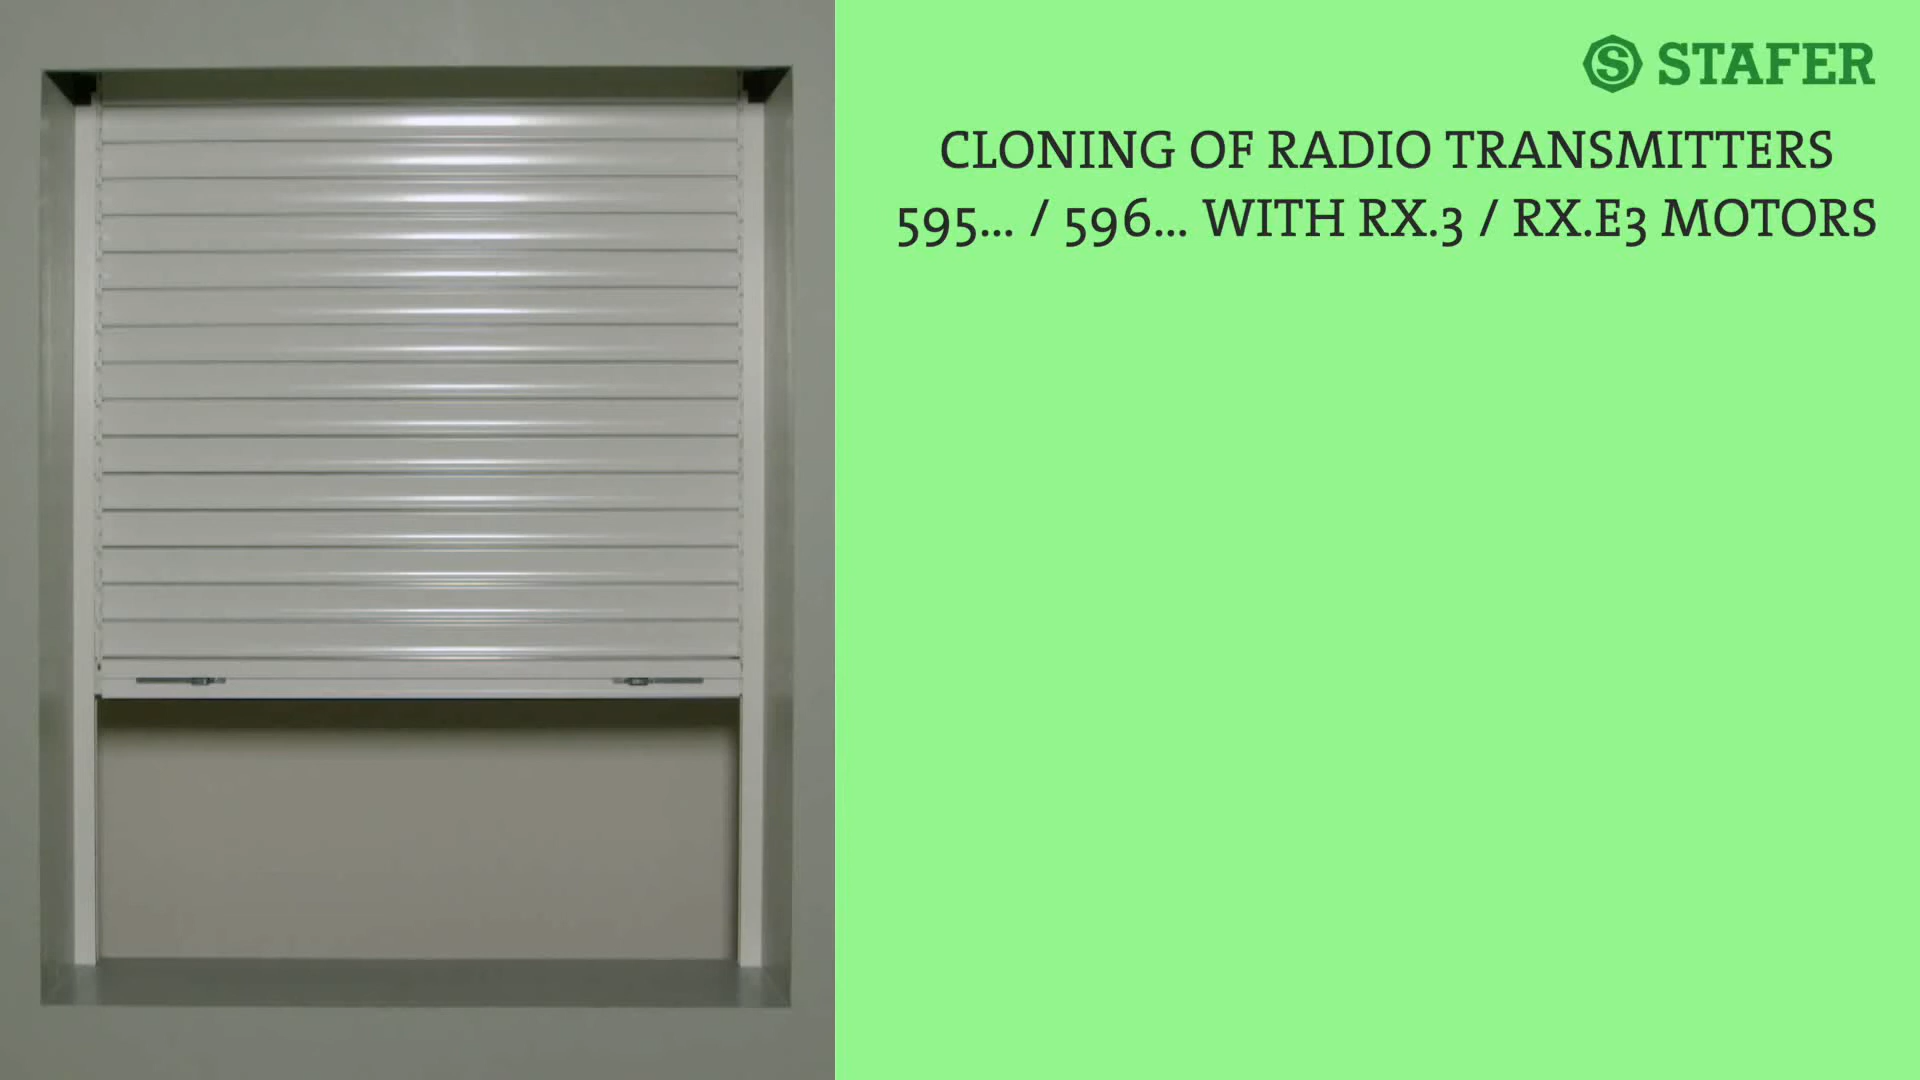 STAFER
CLONING OF RADIO TRANSMITTERS
595... / 596... WITH RX.3 / RX.E3 MOTORS